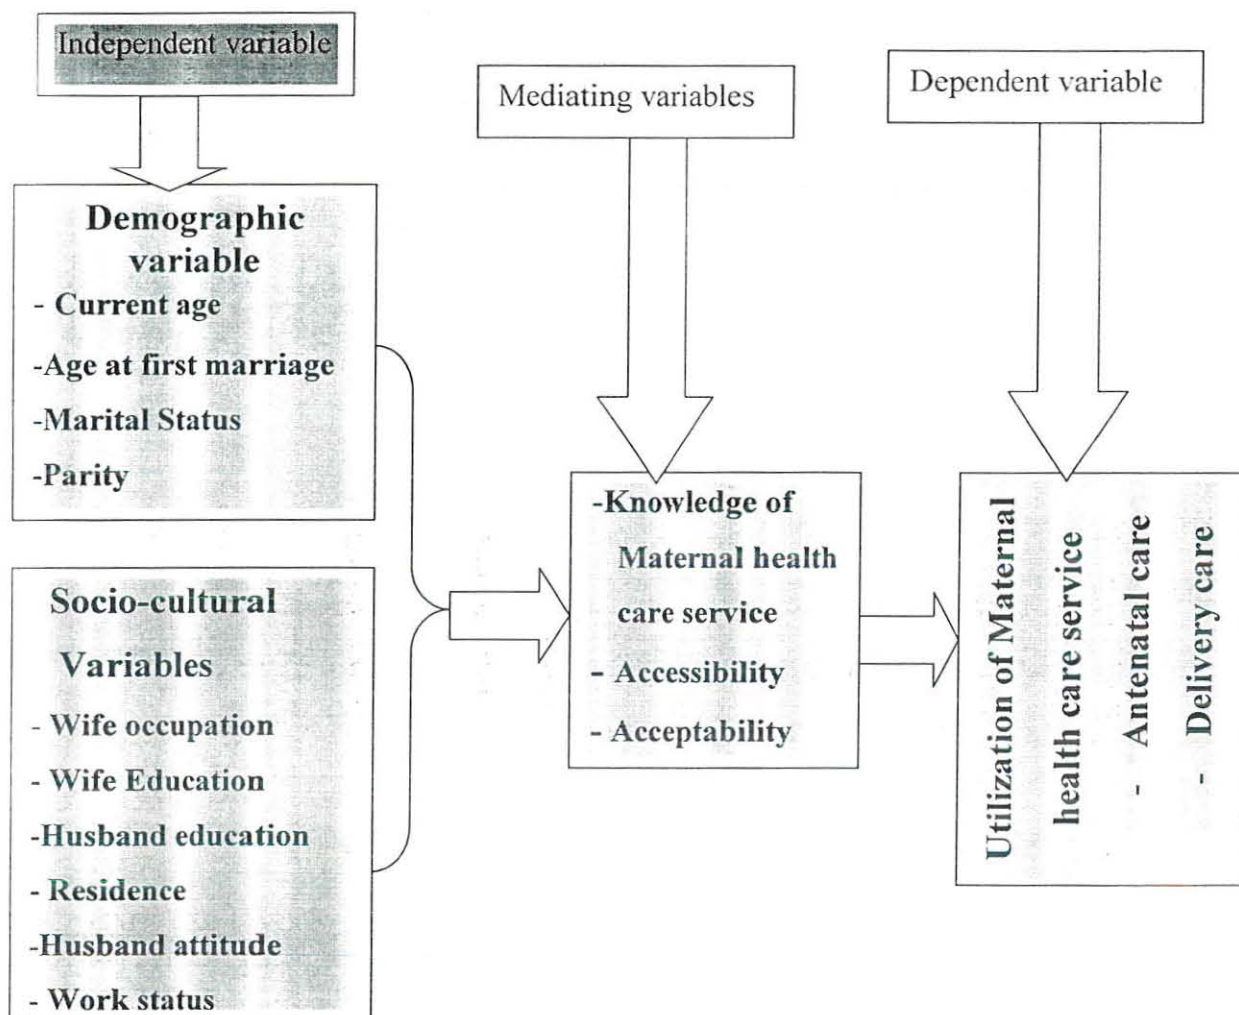 Independent variable
Mediating variables
Dependent variable
Demographic
variable
- Current age
-Age at first marriage
-Marital Status
-Parity
Socio-cultural
Variables
- Wife occupation
- Wife Education
-Husband education
- Residence
-Husband attitude
- Work status
-Knowledge of
Maternal health
care service
- Accessibility
- Acceptability
Utilization of Maternal
health care service
- Antenatal care
- Delivery care